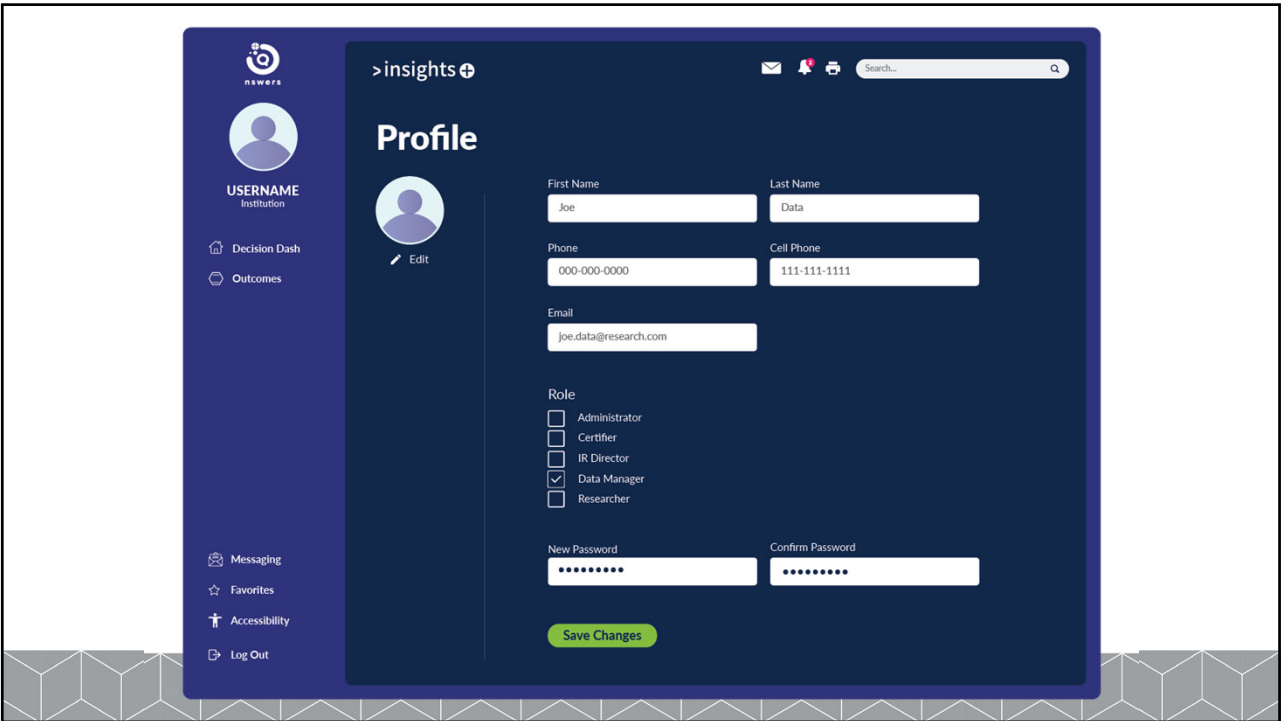 nswers
>insights
2
Search...
Profile
USERNAME
Institution
Decision Dash
Outcomes
Edit
First Name
Last Name
Joe
Data
Phone
Cell Phone
000-000-0000
111-111-1111
Email
joe.data@research.com
Role
Administrator
Certifier
IR Director
Data Manager
Researcher
New Password
Confirm Password
•••••••••
•••••••••
Save Changes
Messaging
Favorites
Accessibility
Log Out